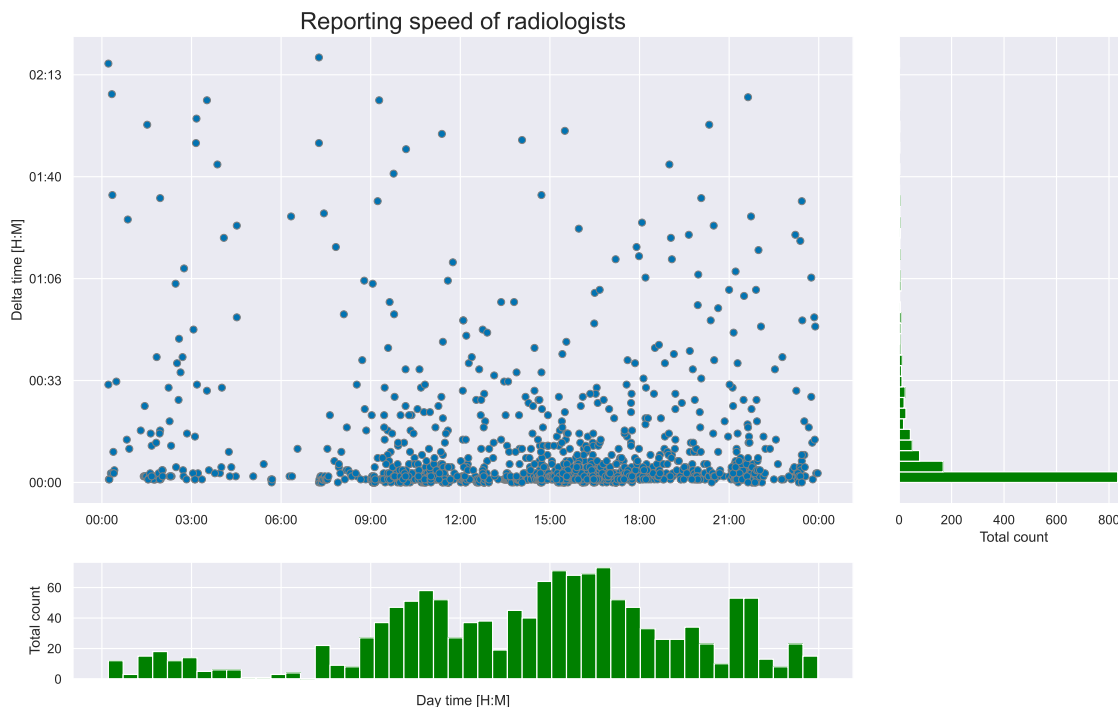 Reporting speed of radiologists
Delta time [H:M]
02:13
01:40
01:06
00:33
00:00
00:00 03:00 06:00 09:00 12:00 15:00 18:00 21:00 00:00
0 200 400 600 800
Total count
Total count
60
40
20
0
Day time [H:M]